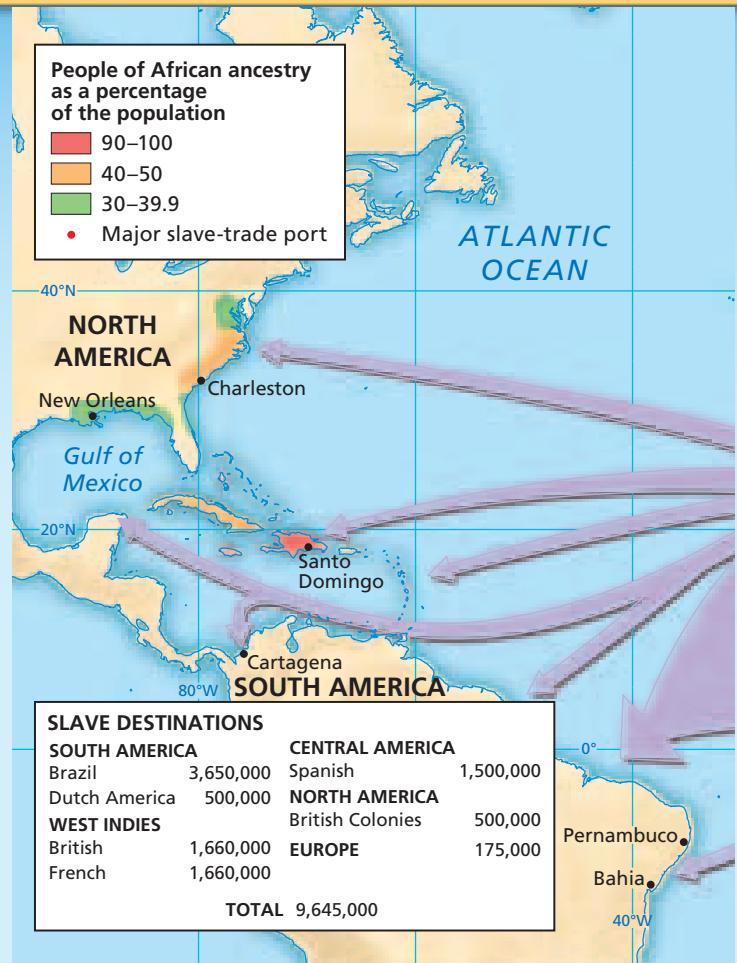 People of African ancestry
as a percentage
of the population
90–100
40–50
30–39.9
Major slave-trade port
ATLANTIC
OCEAN
40°N
NORTH
AMERICA
Charleston
New Orleans
Gulf of
Mexico
20°N
Santo
Domingo
Cartagena
80°W
SOUTH AMERICA
0°
SLAVE DESTINATIONS
SOUTH AMERICA
Brazil 3,650,000
Dutch America 500,000
WEST INDIES
British 1,660,000
French 1,660,000
CENTRAL AMERICA
Spanish 1,500,000
NORTH AMERICA
British Colonies 500,000
EUROPE 175,000
TOTAL 9,645,000
Pernambuco
Bahia
40°W